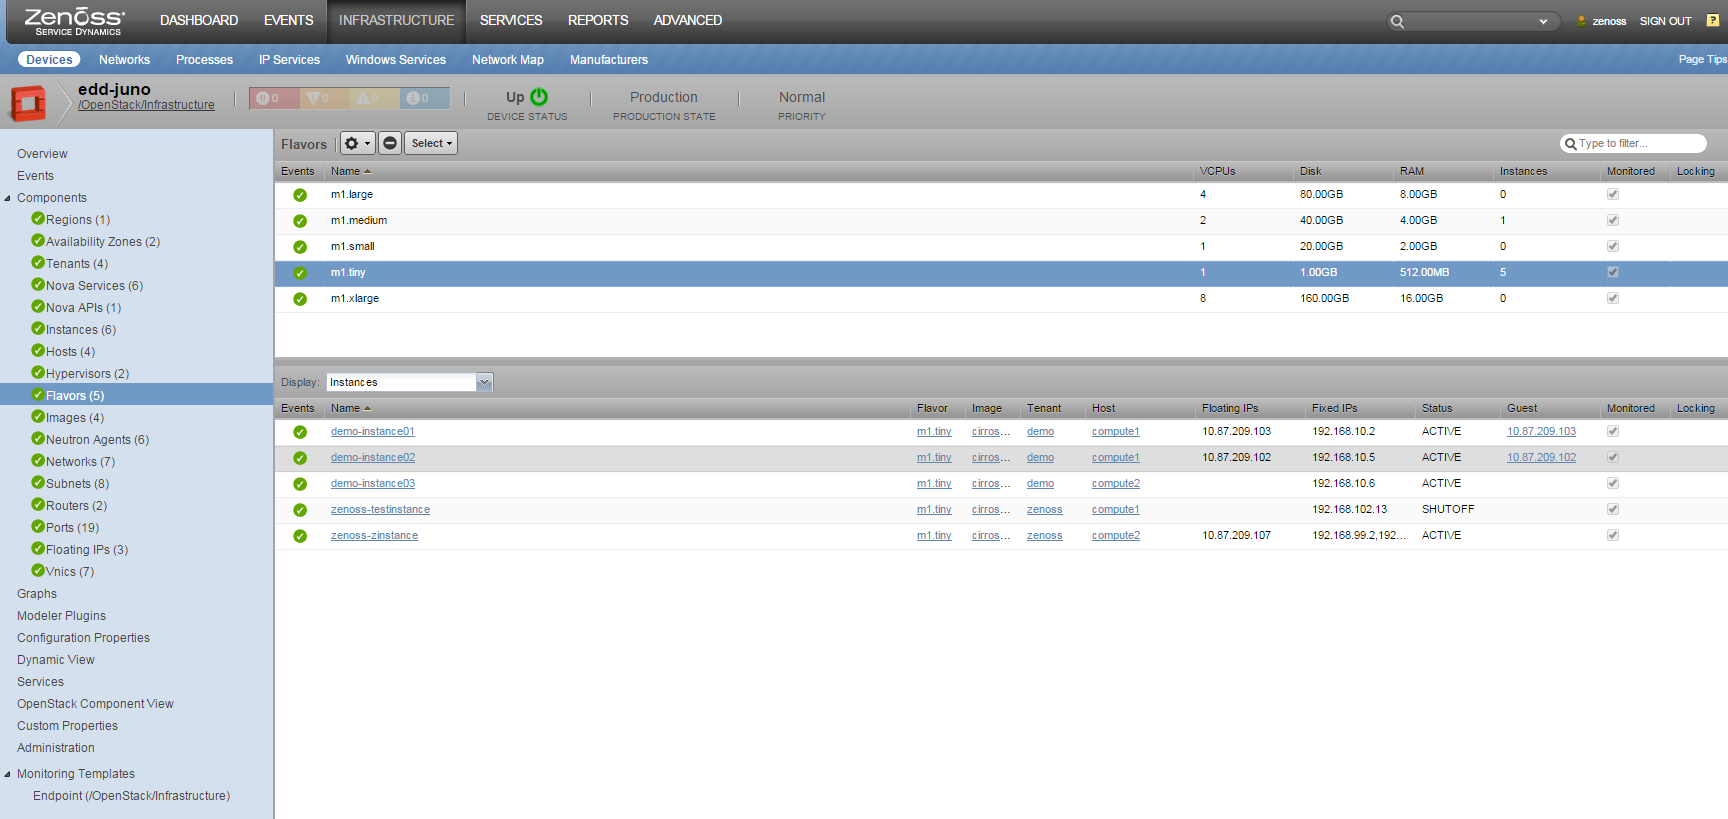 Zenoss SERVICE DYNAMICS DASHBOARD EVENTS INFRASTRUCTURE SERVICES REPORTS ADVANCED zenoss SIGN OUT ?
Devices Networks Processes IP Services Windows Services Network Map Manufacturers Page Tips
edd-juno
/OpenStack/Infrastructure
0 0 0 0
Up
DEVICE STATUS
Production
PRODUCTION STATE
Normal
PRIORITY
Overview
Events
Components
Regions (1)
Availability Zones (2)
Tenants (4)
Nova Services (6)
Nova APIs (1)
Instances (6)
Hosts (4)
Hypervisors (2)
Flavors (5)
Images (4)
Neutron Agents (6)
Networks (7)
Subnets (8)
Routers (2)
Ports (19)
Floating IPs (3)
Vnics (7)
Graphs
Modeler Plugins
Configuration Properties
Dynamic View
Services
OpenStack Component View
Custom Properties
Administration
Monitoring Templates
Endpoint (/OpenStack/Infrastructure)
Flavors Select Type to filter...
Events Name VCPUs Disk RAM Instances Monitored Locking
m1.large 4 80.00GB 8.00GB 0
m1.medium 2 40.00GB 4.00GB 1
m1.small 1 20.00GB 2.00GB 0
m1.tiny 1 1.00GB 512.00MB 5
m1.xlarge 8 160.00GB 16.00GB 0
Display: Instances
Events Name Flavor Image Tenant Host Floating IPs Fixed IPs Status Guest Monitored Locking
demo-instance01 m1.tiny cirros... demo compute1 10.87.209.103 192.168.10.2 ACTIVE 10.87.209.103
demo-instance02 m1.tiny cirros... demo compute1 10.87.209.102 192.168.10.5 ACTIVE 10.87.209.102
demo-instance03 m1.tiny cirros... demo compute2 192.168.10.6 ACTIVE
zenoss-testinstance m1.tiny cirros... zenoss compute1 192.168.102.13 SHUTOFF
zenoss-zinstance m1.tiny cirros... zenoss compute2 10.87.209.107 192.168.99.2,192... ACTIVE